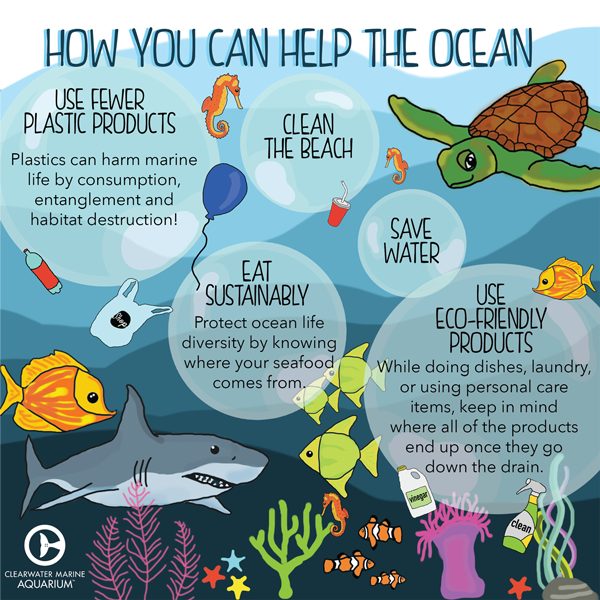 HOW YOU CAN HELP THE OCEAN
USE FEWER
PLASTIC PRODUCTS
Plastics can harm marine
life by consumption,
entanglement and
habitat destruction!
CLEAN
THE BEACH
SAVE
WATER
EAT
SUSTAINABLY
Protect ocean life
diversity by knowing
where your seafood
comes from.
USE
ECO-FRIENDLY
PRODUCTS
While doing dishes, laundry,
or using personal care
items, keep in mind
where all of the products
end up once they go
down the drain.
vinegar
clean
CLEARWATER MARINE
AQUARIUM™